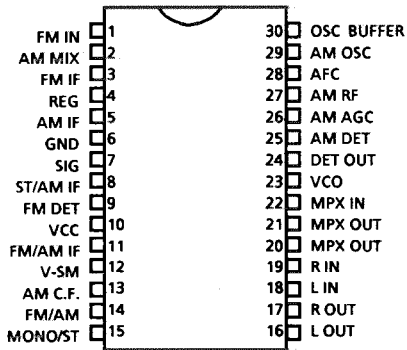 FM IN 1 30 OSC BUFFER
AM MIX 2 29 AM OSC
FM IF 3 28 AFC
REG 4 27 AM RF
AM IF 5 26 AM AGC
GND 6 25 AM DET
SIG 7 24 DET OUT
ST/AM IF 8 23 VCO
FM DET 9 22 MPX IN
VCC 10 21 MPX OUT
FM/AM IF 11 20 MPX OUT
V-SM 12 19 R IN
AM C.F. 13 18 L IN
FM/AM 14 17 R OUT
MONO/ST 15 16 L OUT